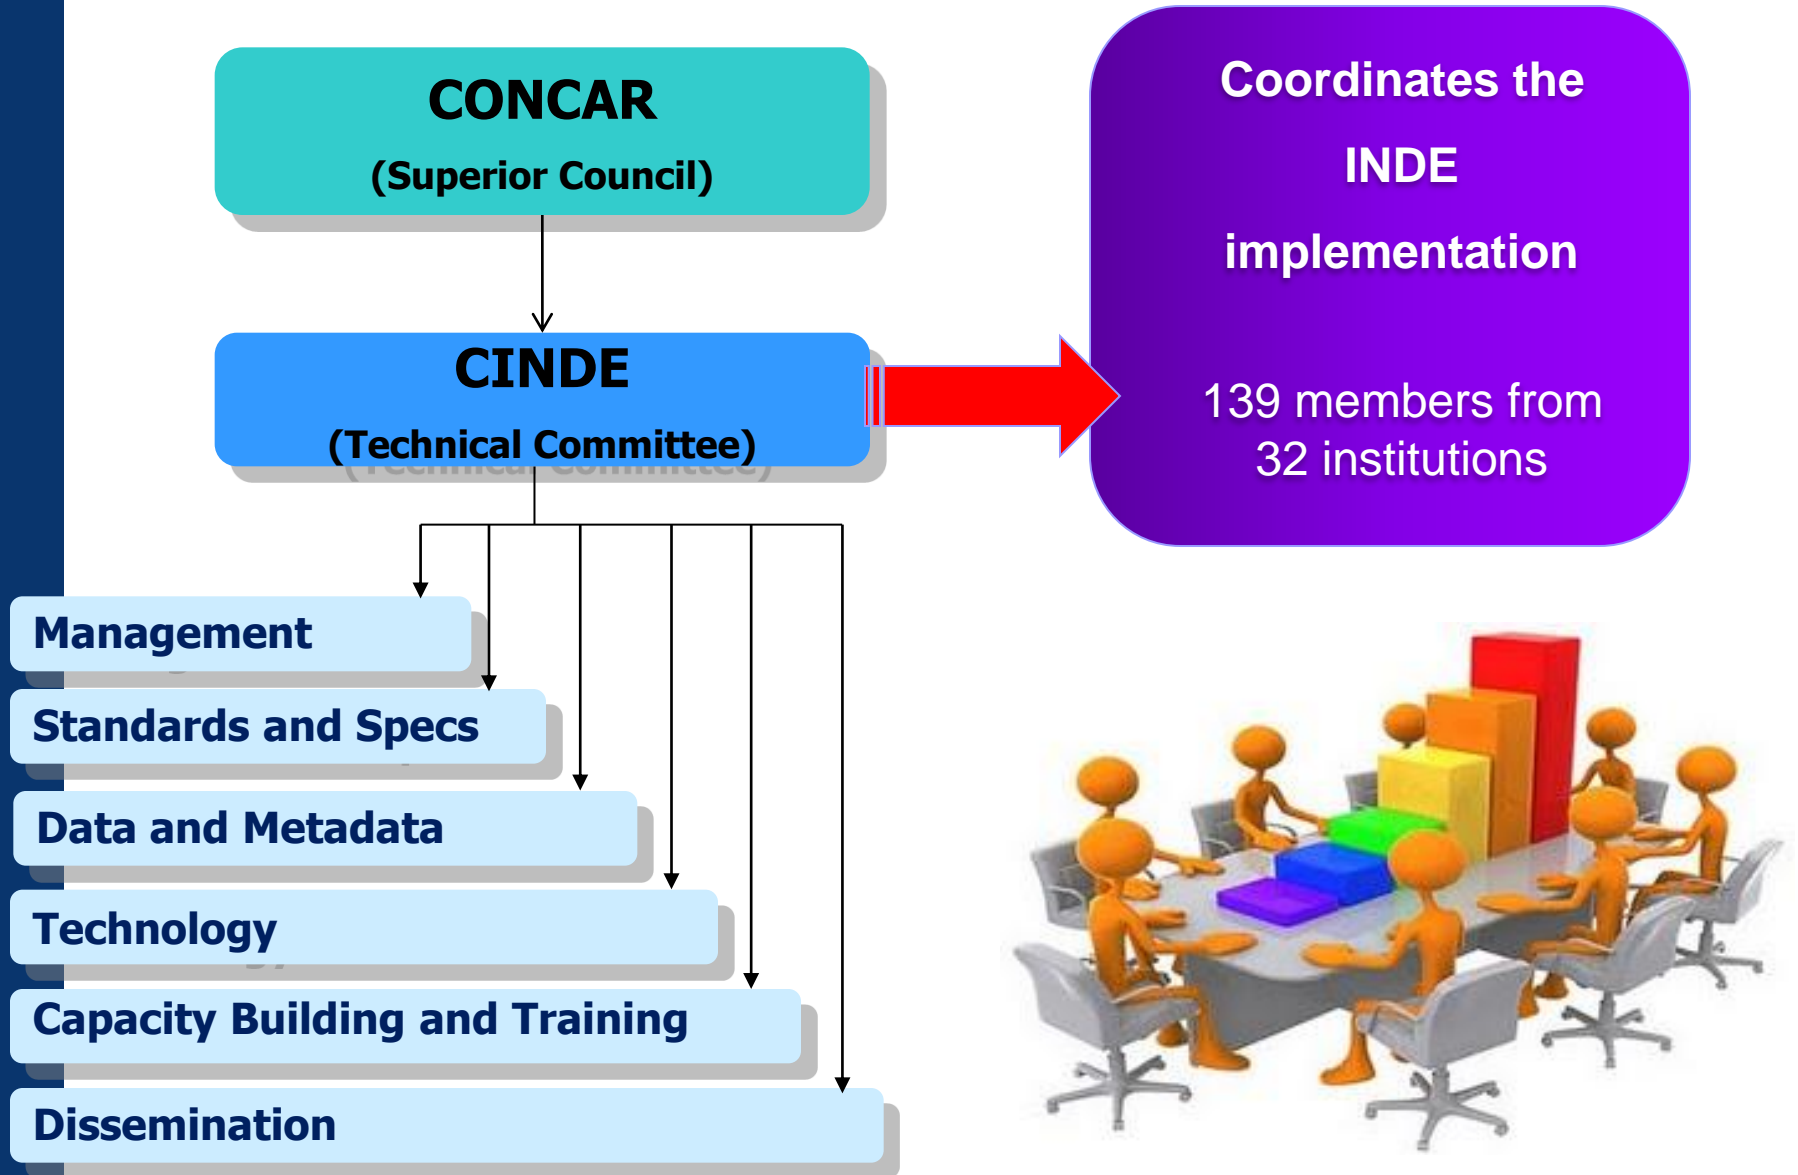 CONCAR
(Superior Council)
CINDE
(Technical Committee)
Coordinates the
INDE
implementation
139 members from
32 institutions
Management
Standards and Specs
Data and Metadata
Technology
Capacity Building and Training
Dissemination